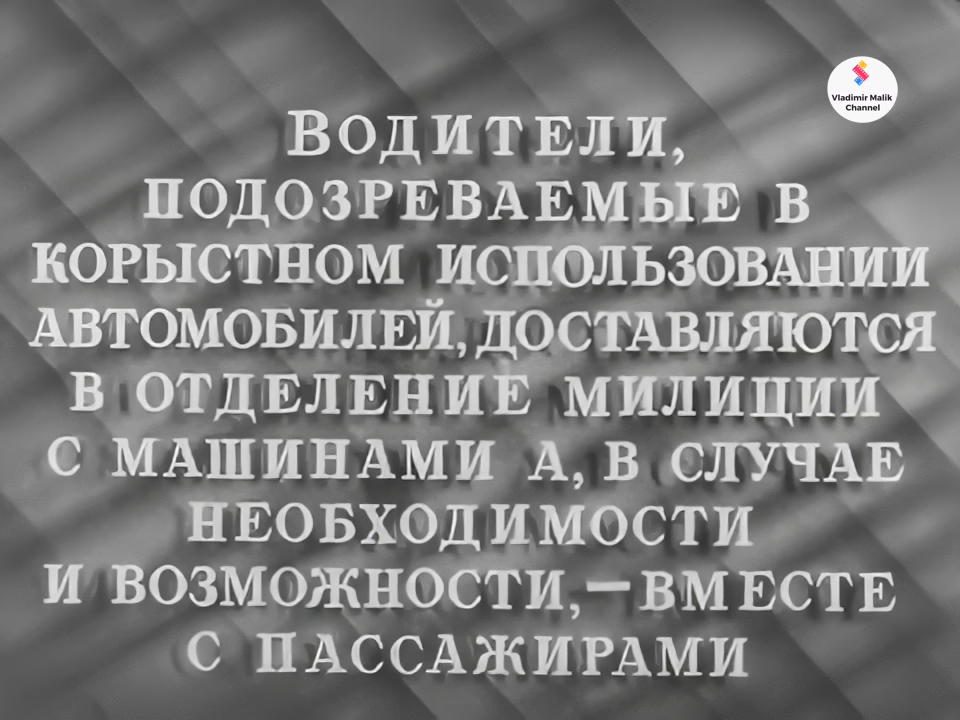 Vladimir Malik
Channel
Водители,
ПОДОЗРЕВАЕМЫЕ В
КОРЫСТНОМ ИСПОЛЬЗОВАНИИ
АВТОМОБИЛЕЙ, ДОСТАВЛЯЮТСЯ
В ОТДЕЛЕНИЕ МИЛИЦИИ
С МАШИНАМИ А, В СЛУЧАЕ
НЕОБХОДИМОСТИ
И ВОЗМОЖНОСТИ, — ВМЕСТЕ
С ПАССАЖИРАМИ